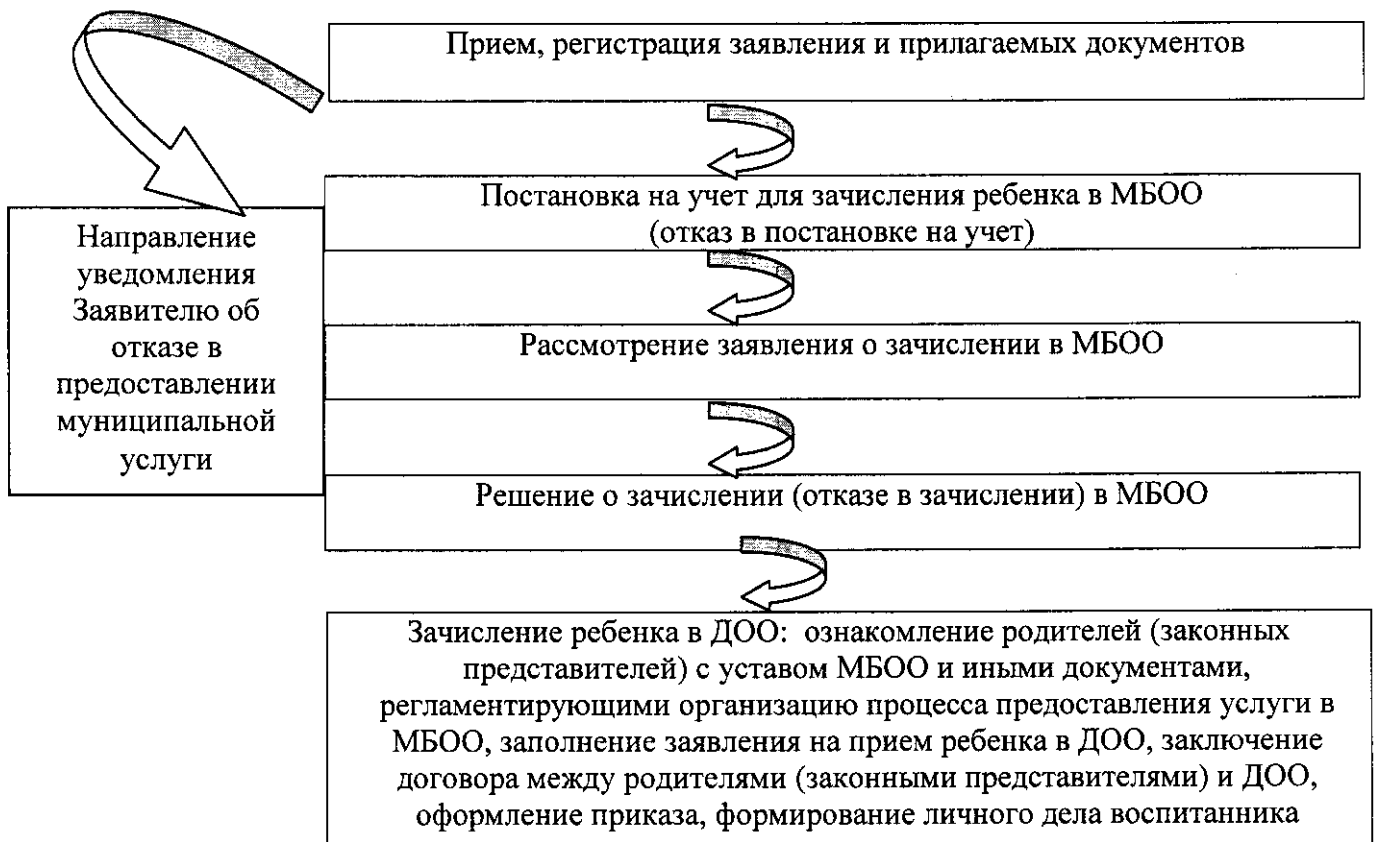 Прием, регистрация заявления и прилагаемых документов
Постановка на учет для зачисления ребенка в МБОО
(отказ в постановке на учет)
Направление
уведомления
Заявителю об
отказе в
предоставлении
муниципальной
услуги
Рассмотрение заявления о зачислении в МБОО
Решение о зачислении (отказе в зачислении) в МБОО
Зачисление ребенка в ДОО: ознакомление родителей (законных
представителей) с уставом МБОО и иными документами,
регламентирующими организацию процесса предоставления услуги в
МБОО, заполнение заявления на прием ребенка в ДОО, заключение
договора между родителями (законными представителями) и ДОО,
оформление приказа, формирование личного дела воспитанника